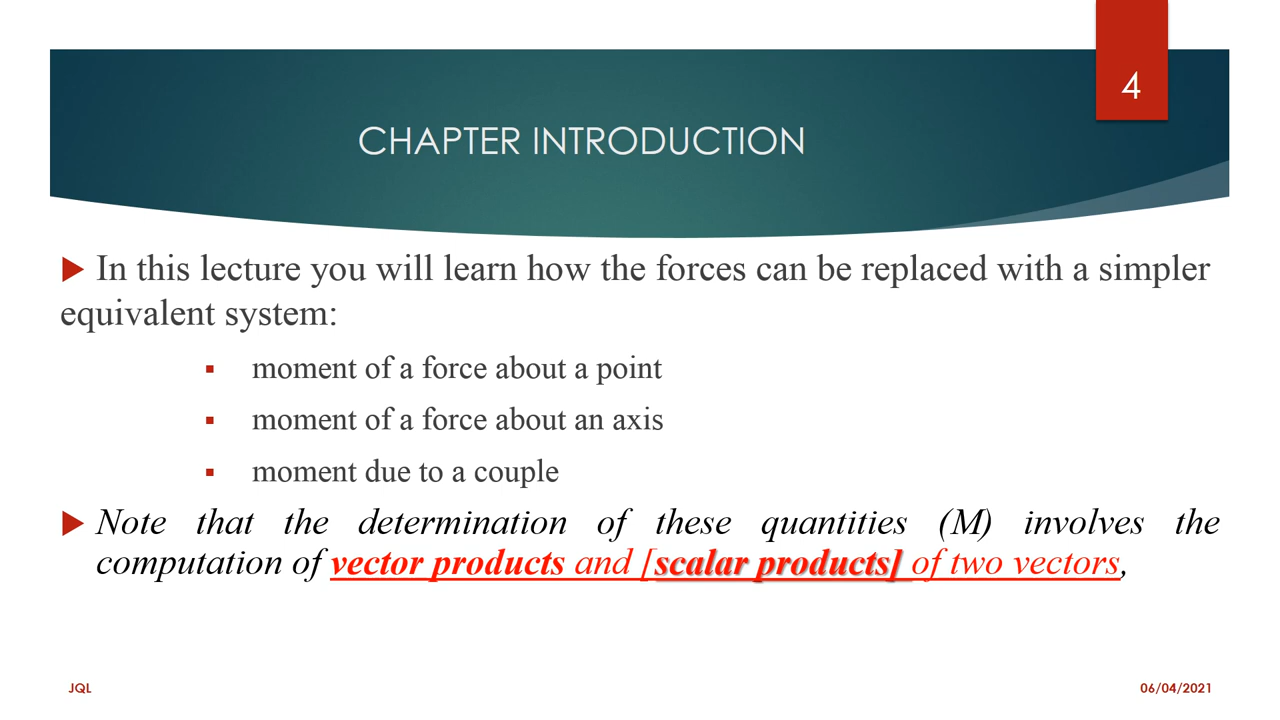 4
CHAPTER INTRODUCTION
In this lecture you will learn how the forces can be replaced with a simpler
equivalent system:
moment of a force about a point
moment of a force about an axis
moment due to a couple
Note that the determination of these quantities (M) involves the
computation of vector products and [scalar products] of two vectors,
JQL
06/04/2021